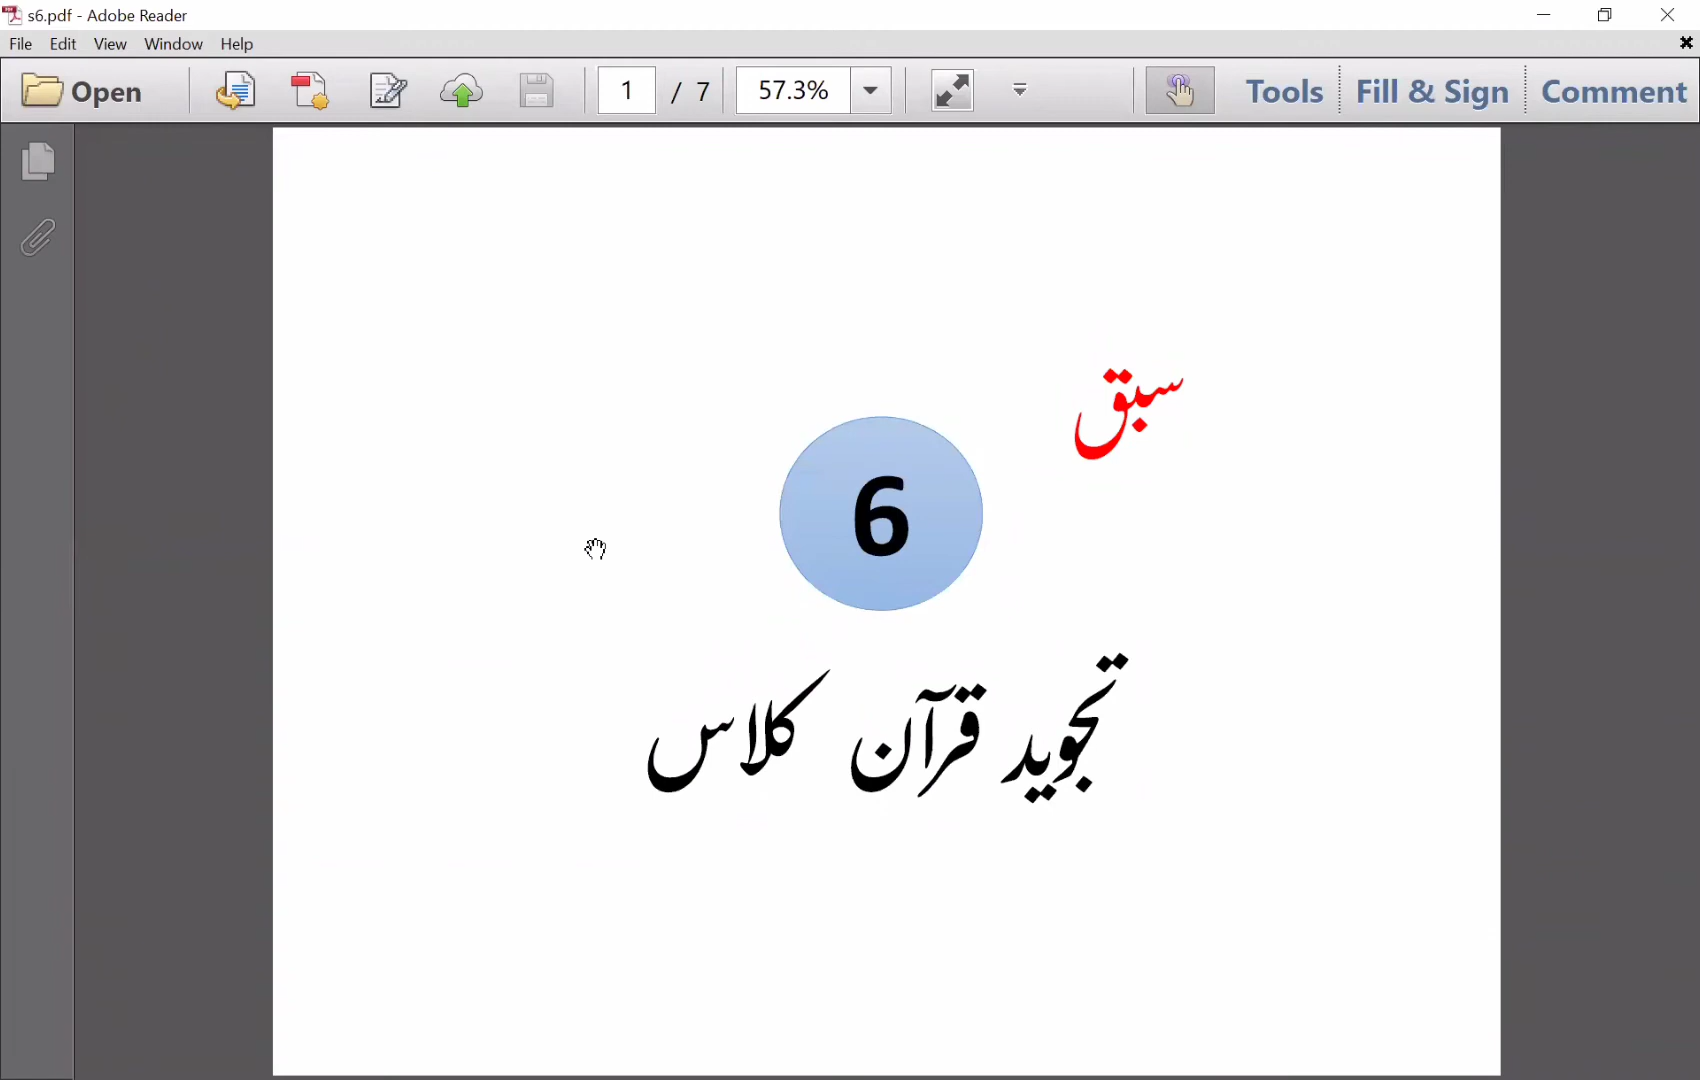 s6.pdf - Adobe Reader
File Edit View Window Help
Open 1 / 7 57.3% Tools Fill & Sign Comment
سبق
6
تجوید قرآن کلاس